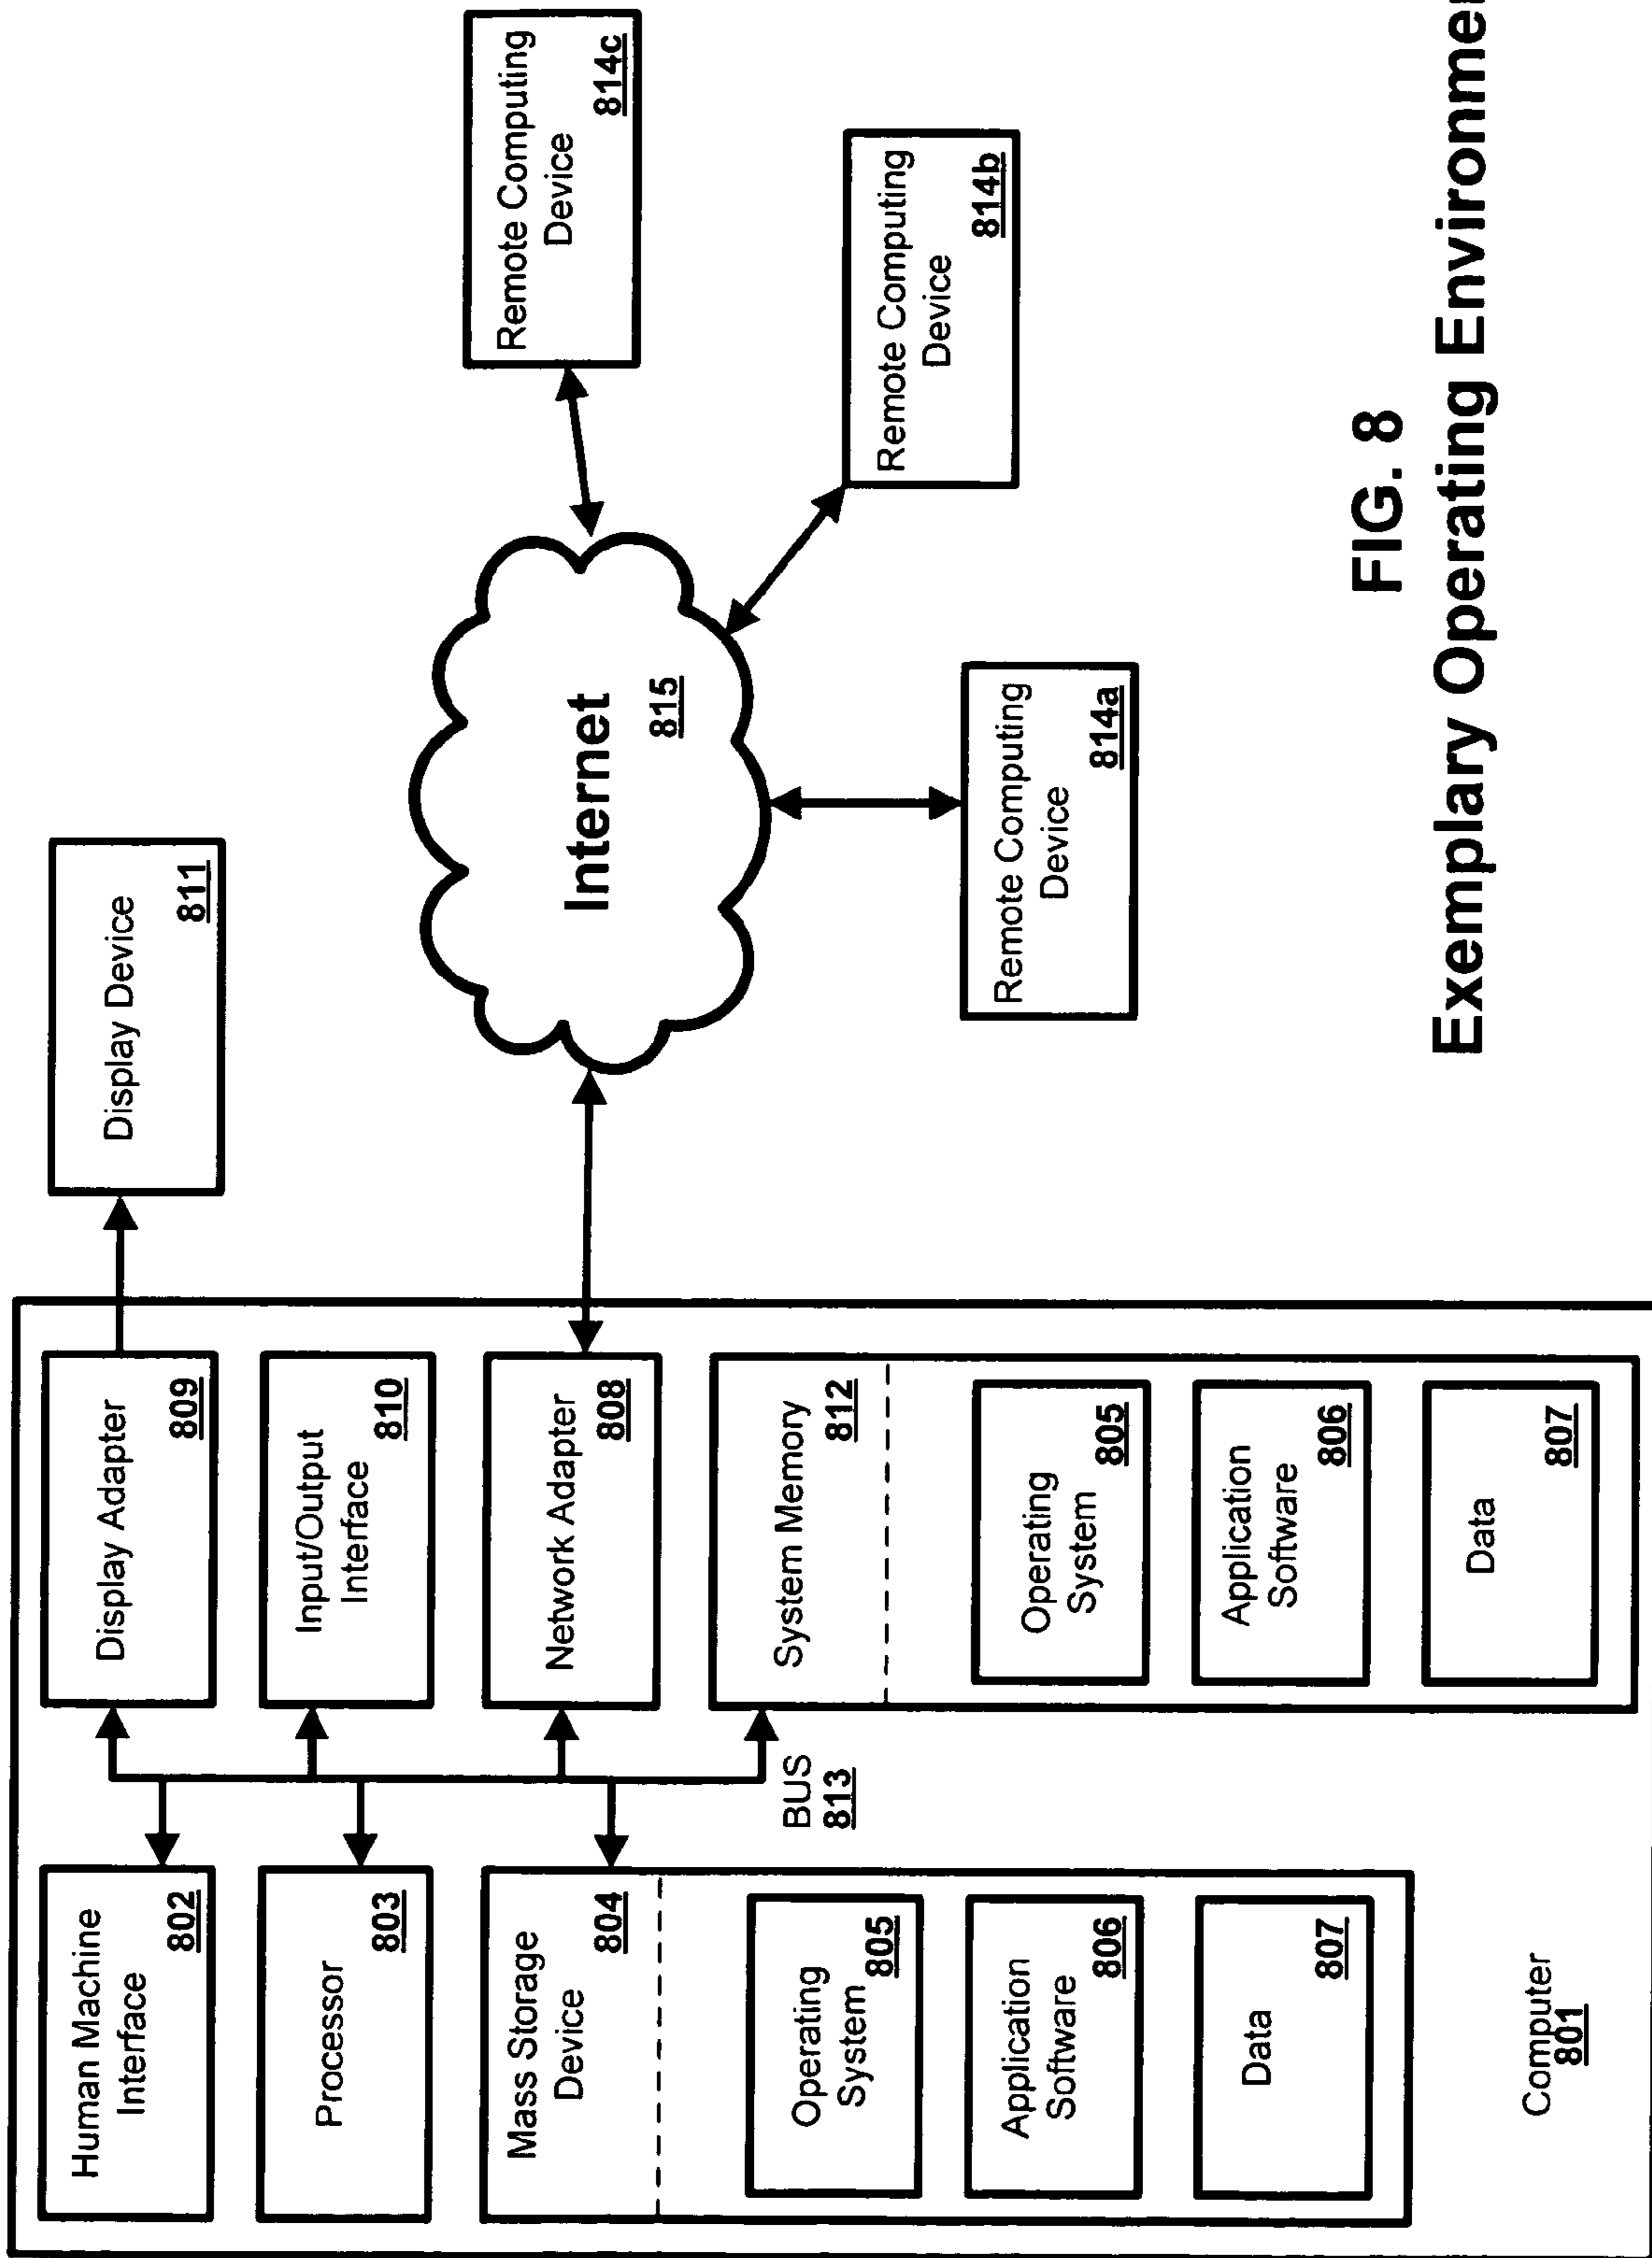 Human Machine
Interface
802
Processor
803
Mass Storage
Device
804
Operating
System
805
Application
Software
806
Data
807
Computer
801
BUS
813
Display Adapter
809
Input/Output
Interface
810
Network Adapter
808
System Memory
812
Operating
System
805
Application
Software
806
Data
807
Display Device
811
Internet
815
Remote Computing
Device
814a
Remote Computing
Device
814b
Remote Computing
Device
814c
FIG. 8
Exemplary Operating